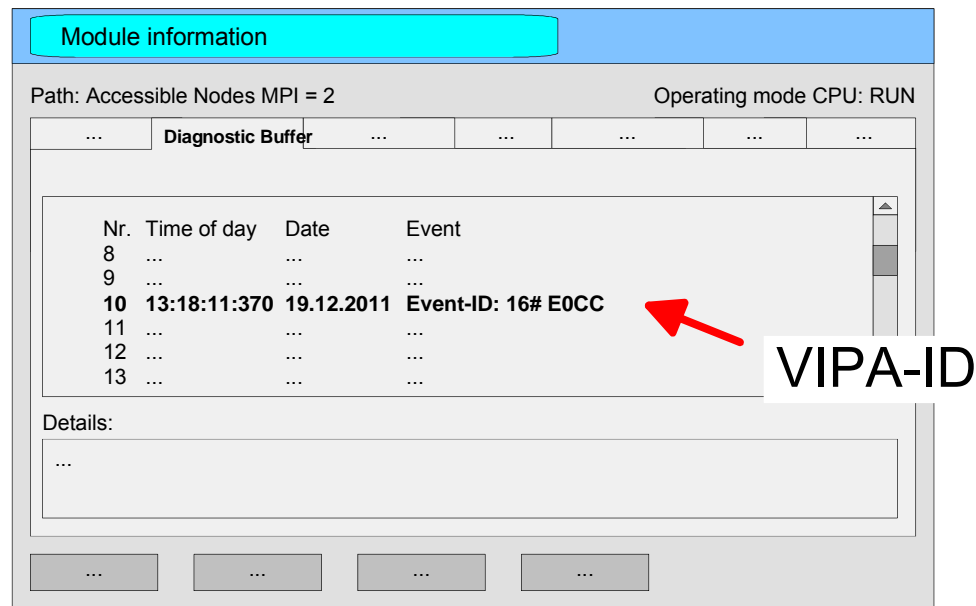 Module information
Path: Accessible Nodes MPI = 2 Operating mode CPU: RUN
... Diagnostic Buffer ... ... ... ... ...
Nr. Time of day Date Event
8 ... ... ...
9 ... ... ...
10 13:18:11:370 19.12.2011 Event-ID: 16# E0CC
11 ... ... ...
12 ... ... ...
13 ... ... ...
VIPA-ID
Details:
...
... ... ... ...